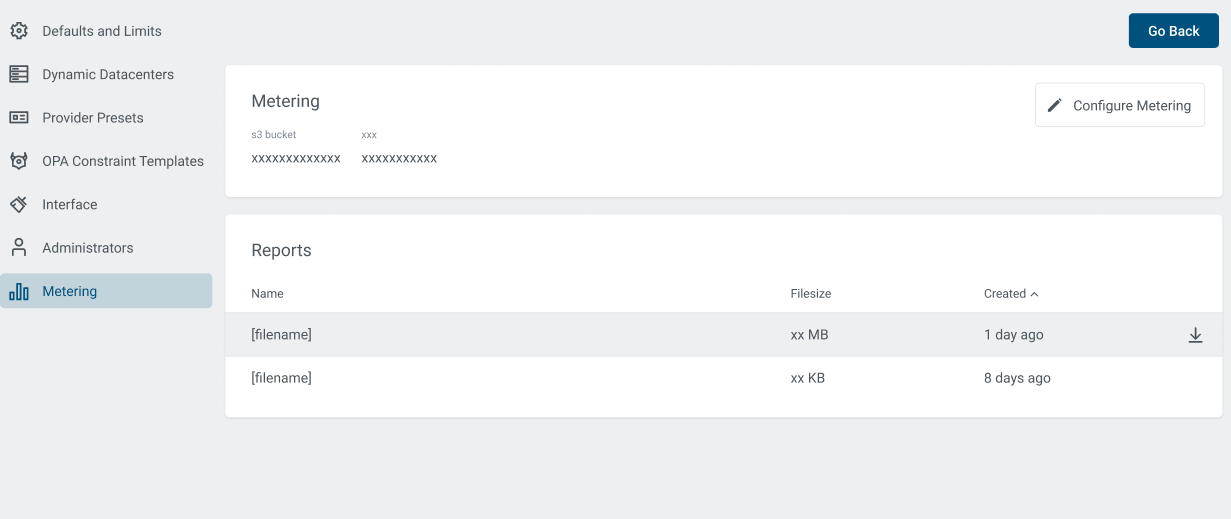 Defaults and Limits
Dynamic Datacenters
Provider Presets
OPA Constraint Templates
Interface
Administrators
Metering
Go Back
Metering
Configure Metering
s3 bucket xxx
xxxxxxxxxxxxx xxxxxxxxxxx
Reports
Name Filesize Created
[filename] xx MB 1 day ago
[filename] xx KB 8 days ago